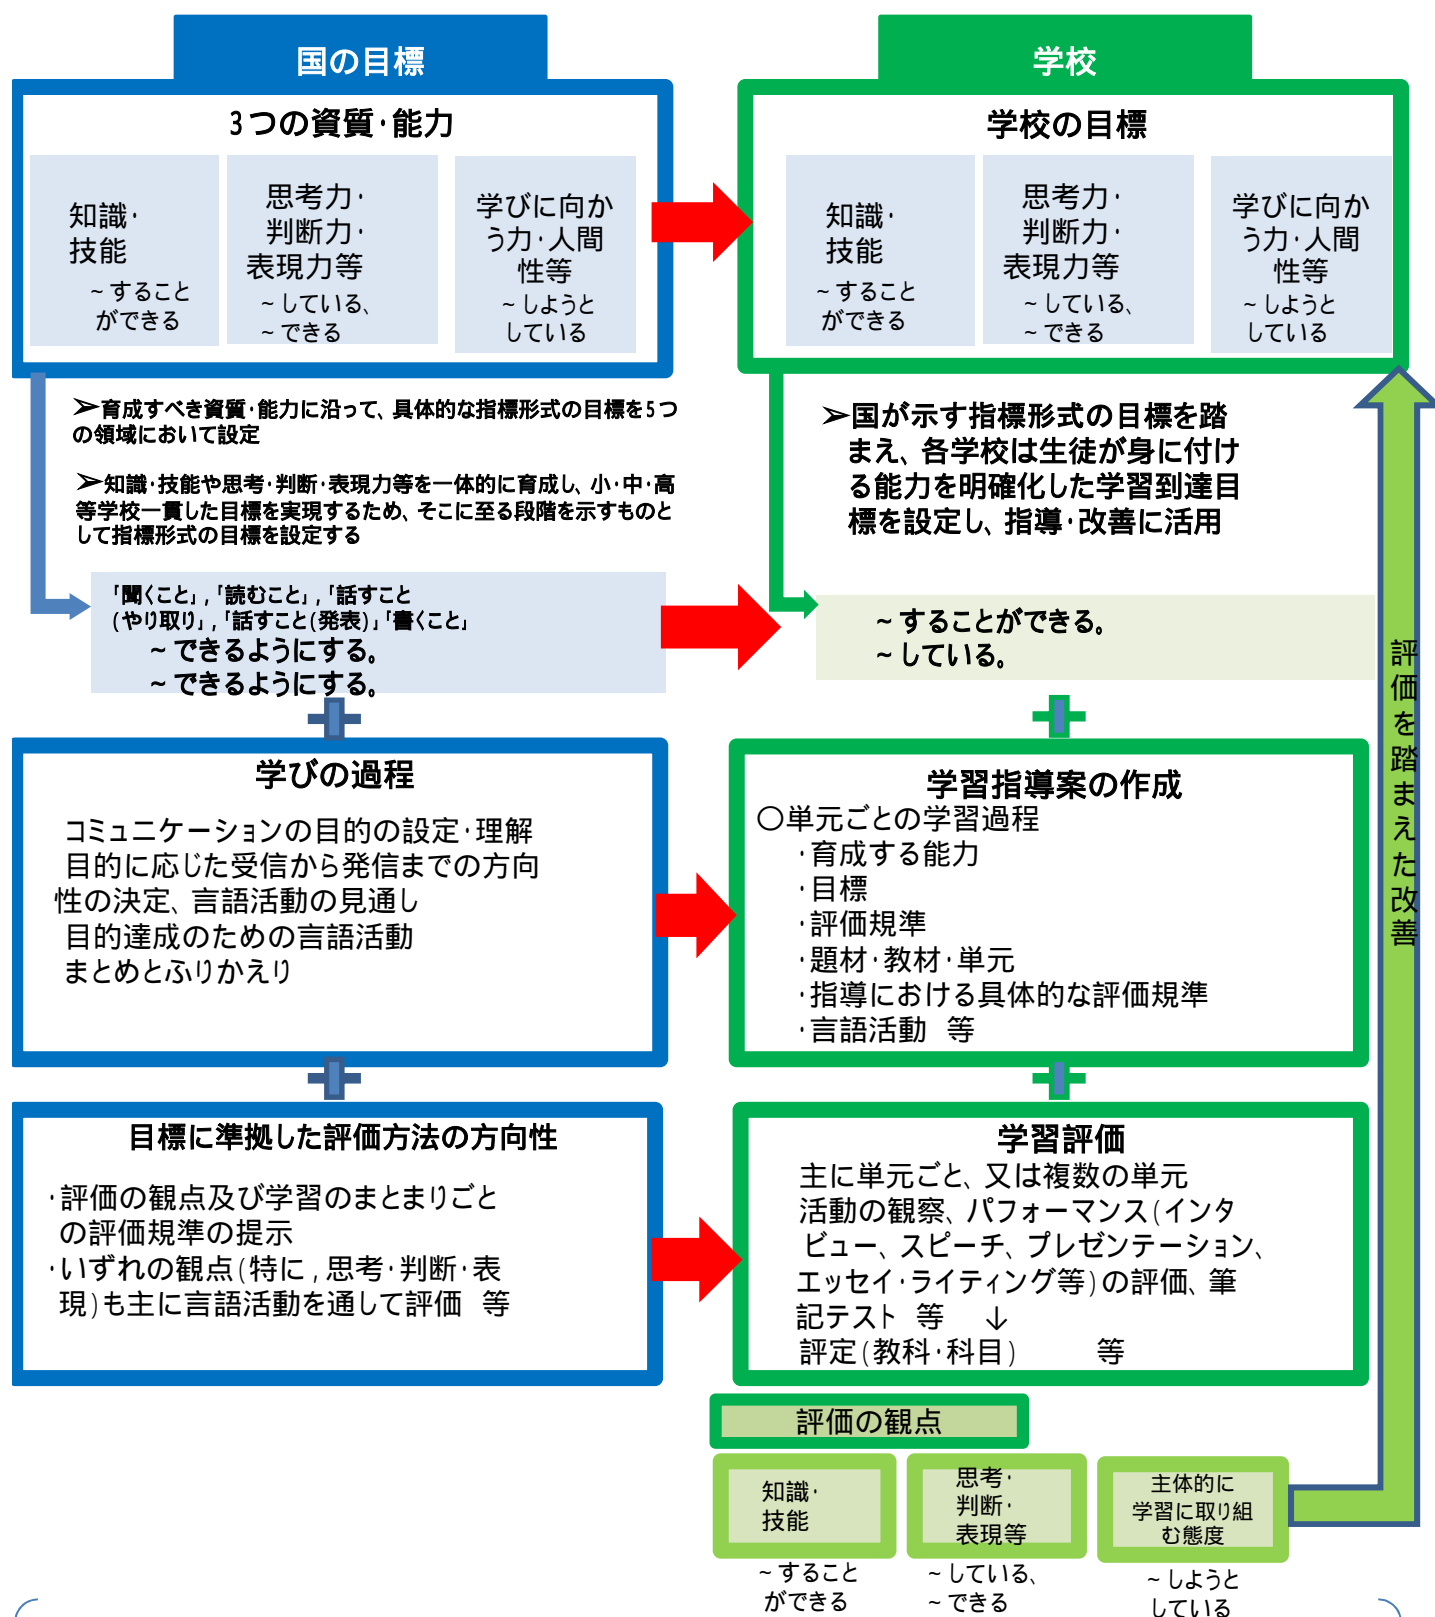 国の目標
3つの資質・能力
知識・
技能
~することができる
ができる
思考力・
判断力・
表現力等
~している、
~できる
学びに向か
う力・人間
性等
~しようと
している
学校
学校の目標
知識・
技能
~すること
ができる
思考力・
判断力・
表現力等
~している、
~できる
学びに向か
う力・人間
性等
~しようと
している
➢育成すべき資質・能力に沿って、具体的な指標形式の目標を5つ
の領域において設定
➢知識・技能や思考・判断・表現力等を一体的に育成し、小・中・高
等学校一貫した目標を実現するため、そこに至る段階を示すものと
して指標形式の目標を設定する
➢国が示す指標形式の目標を踏
まえ、各学校は生徒が身に付け
る能力を明確化した学習到達目
標を設定し、指導・改善に活用
「聞くこと」,「読むこと」,「話すこと
(やり取り」,「話すこと(発表)」「書くこと」
~できるようにする。
~できるようにする。
~することができる。
~している。
学びの過程
コミュニケーションの目的の設定・理解
目的に応じた受信から発信までの方向
性の決定、言語活動の見通し
目的達成のための言語活動
まとめとふりかえり
学習指導案の作成
○単元ごとの学習過程
・育成する能力
・目標
・評価規準
・題材・教材・単元
・指導における具体的な評価規準
・言語活動 等
目標に準拠した評価方法の方向性
・評価の観点及び学習のまとまりごと
の評価規準の提示
・いずれの観点(特に,思考・判断・表
現)も主に言語活動を通して評価 等
学習評価
主に単元ごと、又は複数の単元
活動の観察、パフォーマンス(インタ
ビュー、スピーチ、プレゼンテーション、
エッセイ・ライティング等)の評価、筆
記テスト 等 ↓
評定(教科・科目) 等
評価の観点
知識・
技能
~すること
ができる
思考・
判断・
表現等
~している、
~できる
主体的に
学習に取り組
む態度
~しようと
している
評価を踏まえた改善